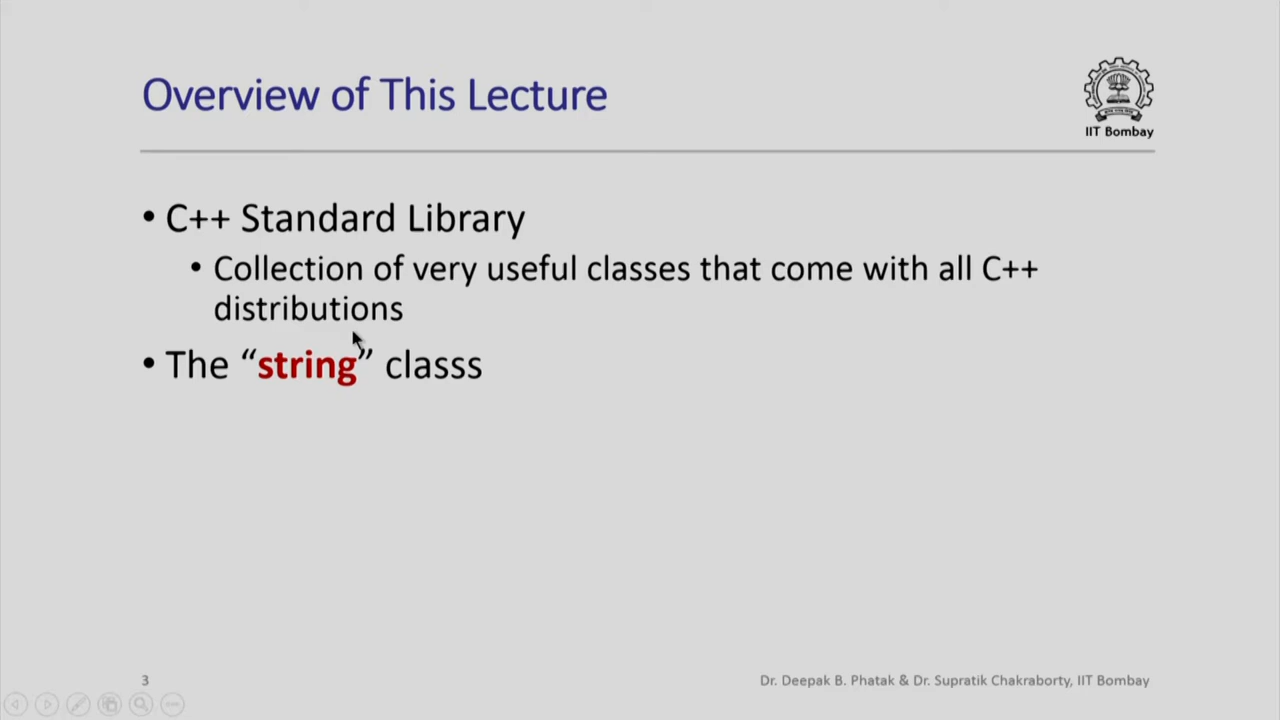 Overview of This Lecture
IIT Bombay
• C++ Standard Library
• Collection of very useful classes that come with all C++
distributions
• The “string” classs
3
Dr. Deepak B. Phatak & Dr. Supratik Chakraborty, IIT Bombay